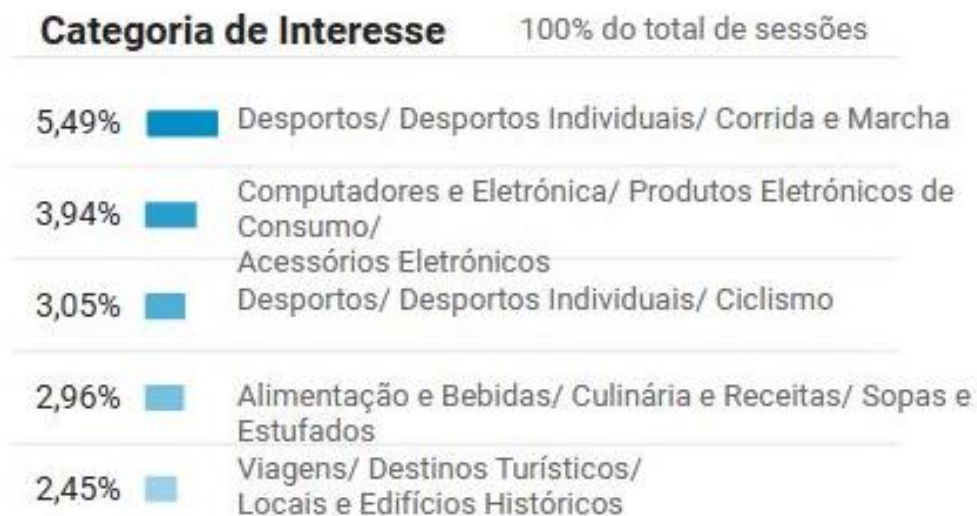 Categoria de Interesse 100% do total de sessões
5,49% Desportos/ Desportos Individuais/ Corrida e Marcha
3,94% Computadores e Eletrónica/ Produtos Eletrónicos de
Consumo/
Acessórios Eletrónicos
3,05% Desportos/ Desportos Individuais/ Ciclismo
2,96% Alimentação e Bebidas/ Culinária e Receitas/ Sopas e
Estufados
2,45% Viagens/ Destinos Turísticos/
Locais e Edifícios Históricos